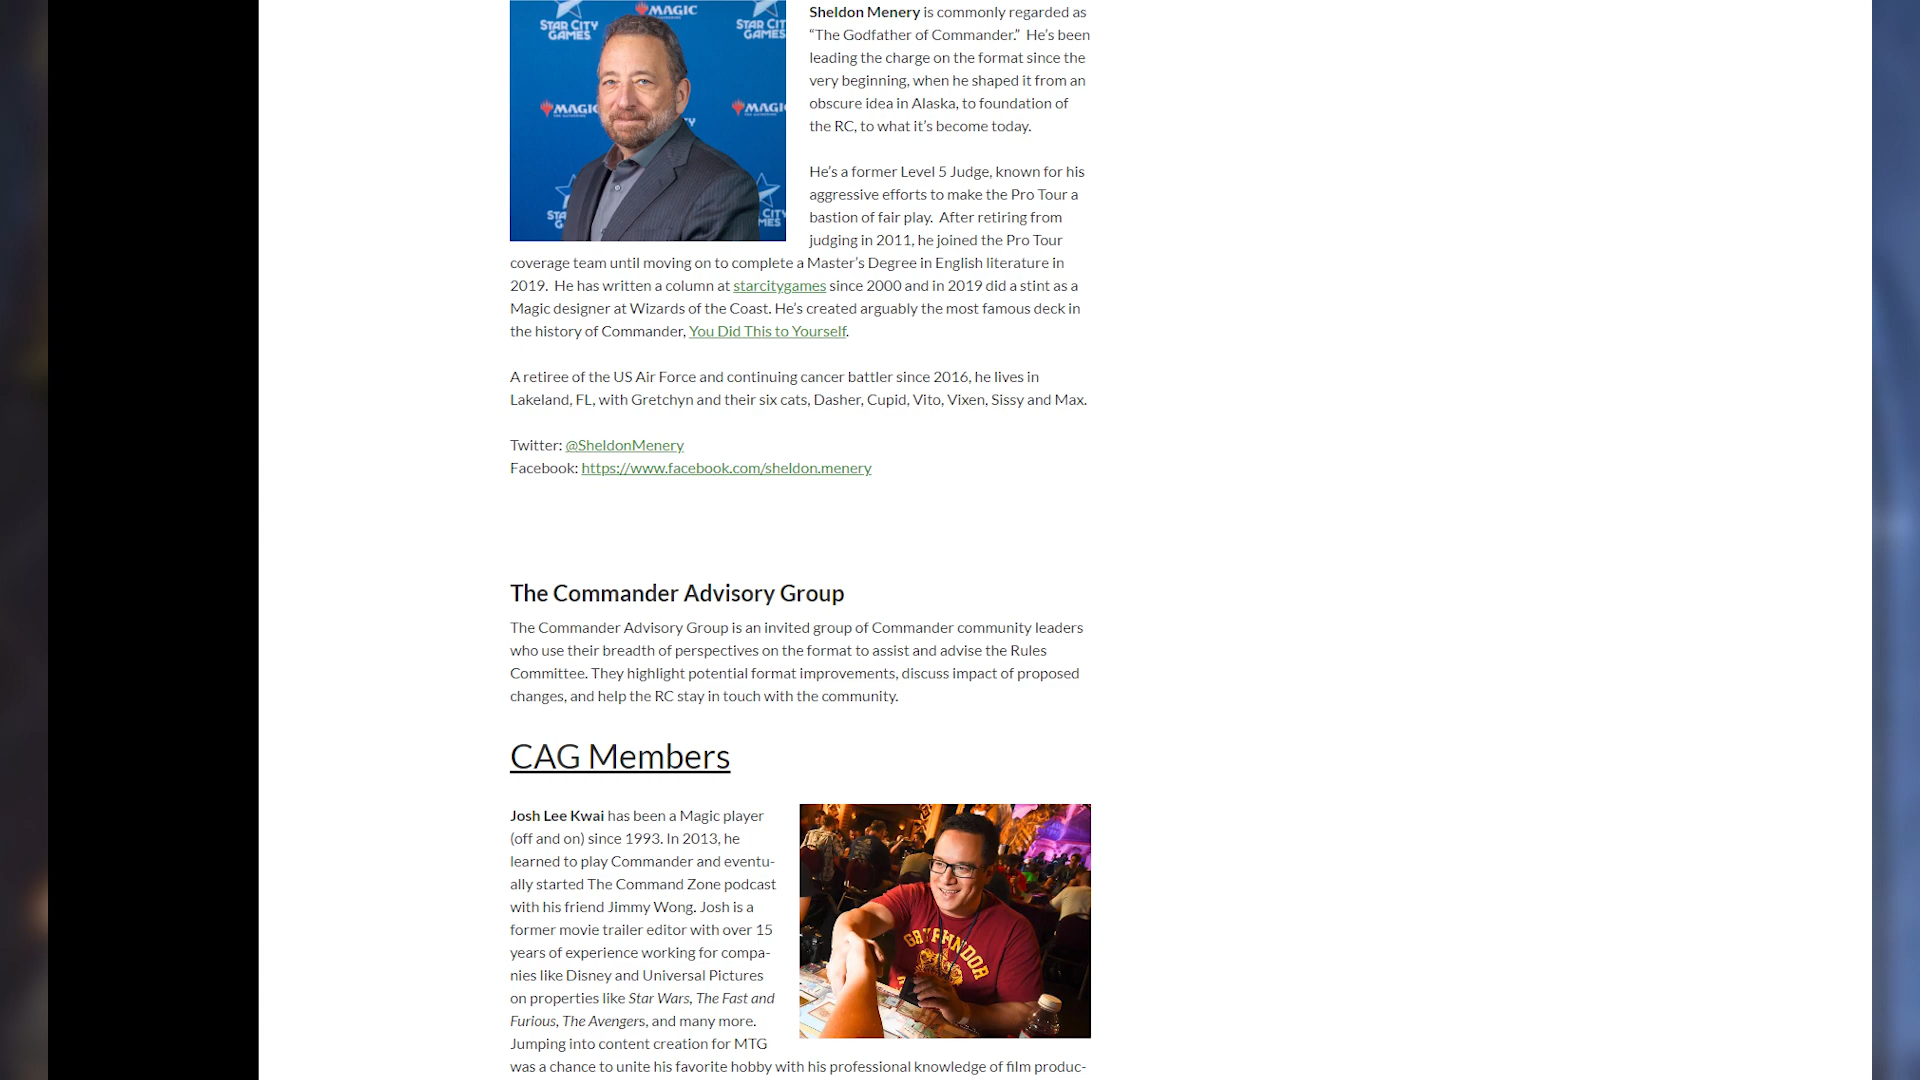 STAR CITY
GAMES
MAGIC
STAR CITY
GAMES
MAGIC
MAGIC
Sheldon Menery is commonly regarded as
“The Godfather of Commander.” He’s been
leading the charge on the format since the
very beginning, when he shaped it from an
obscure idea in Alaska, to foundation of
the RC, to what it’s become today.
He’s a former Level 5 Judge, known for his
aggressive efforts to make the Pro Tour a
bastion of fair play. After retiring from
judging in 2011, he joined the Pro Tour
coverage team until moving on to complete a Master’s Degree in English literature in
2019. He has written a column at starcitygames since 2000 and in 2019 did a stint as a
Magic designer at Wizards of the Coast. He’s created arguably the most famous deck in
the history of Commander, You Did This to Yourself.
A retiree of the US Air Force and continuing cancer battler since 2016, he lives in
Lakeland, FL, with Gretchyn and their six cats, Dasher, Cupid, Vito, Vixen, Sissy and Max.
Twitter: @SheldonMenery
Facebook: https://www.facebook.com/sheldon.menery
The Commander Advisory Group
The Commander Advisory Group is an invited group of Commander community leaders
who use their breadth of perspectives on the format to assist and advise the Rules
Committee. They highlight potential format improvements, discuss impact of proposed
changes, and help the RC stay in touch with the community.
CAG Members
Josh Lee Kwai has been a Magic player
(off and on) since 1993. In 2013, he
learned to play Commander and eventu-
ally started The Command Zone podcast
with his friend Jimmy Wong. Josh is a
former movie trailer editor with over 15
years of experience working for compa-
nies like Disney and Universal Pictures
on properties like Star Wars, The Fast and
Furious, The Avengers, and many more.
Jumping into content creation for MTG
was a chance to unite his favorite hobby with his professional knowledge of film produc-
GRYFFINDOR